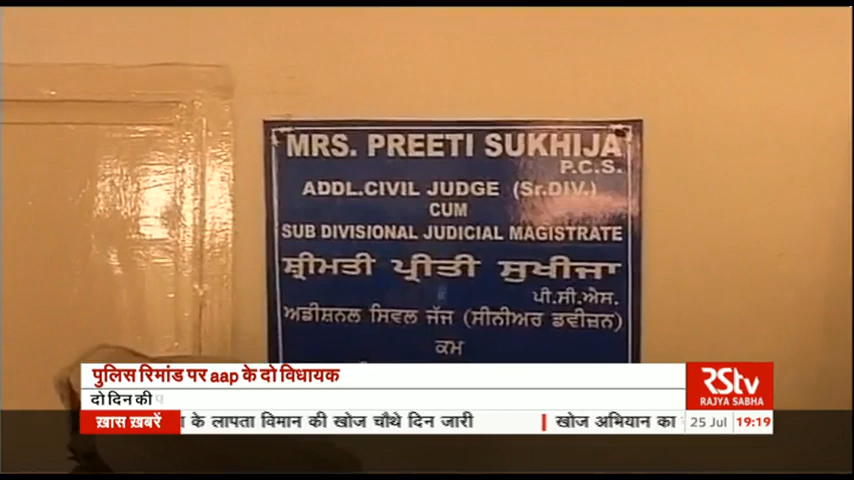 MRS. PREETI SUKHIJA
P.C.S.
ADDL.CIVIL JUDGE (Sr.DIV.)
CUM
SUB DIVISIONAL JUDICIAL MAGISTRATE
ਸ਼੍ਰੀਮਤੀ ਪ੍ਰੀਤੀ ਸੁਖੀਜਾ
ਪੀ.ਸੀ.ਐਸ.
ਅਡੀਸ਼ਨਲ ਸਿਵਲ ਜੱਜ (ਸੀਨੀਅਰ ਡਵੀਜ਼ਨ)
ਕਮ
पुलिस रिमांड पर aap के दो विधायक
दो दिन की
RStv
RAJYA SABHA
ख़ास ख़बरें
के लापता विमान की खोज चौथे दिन जारी
खोज अभियान का
25 Jul 19:19